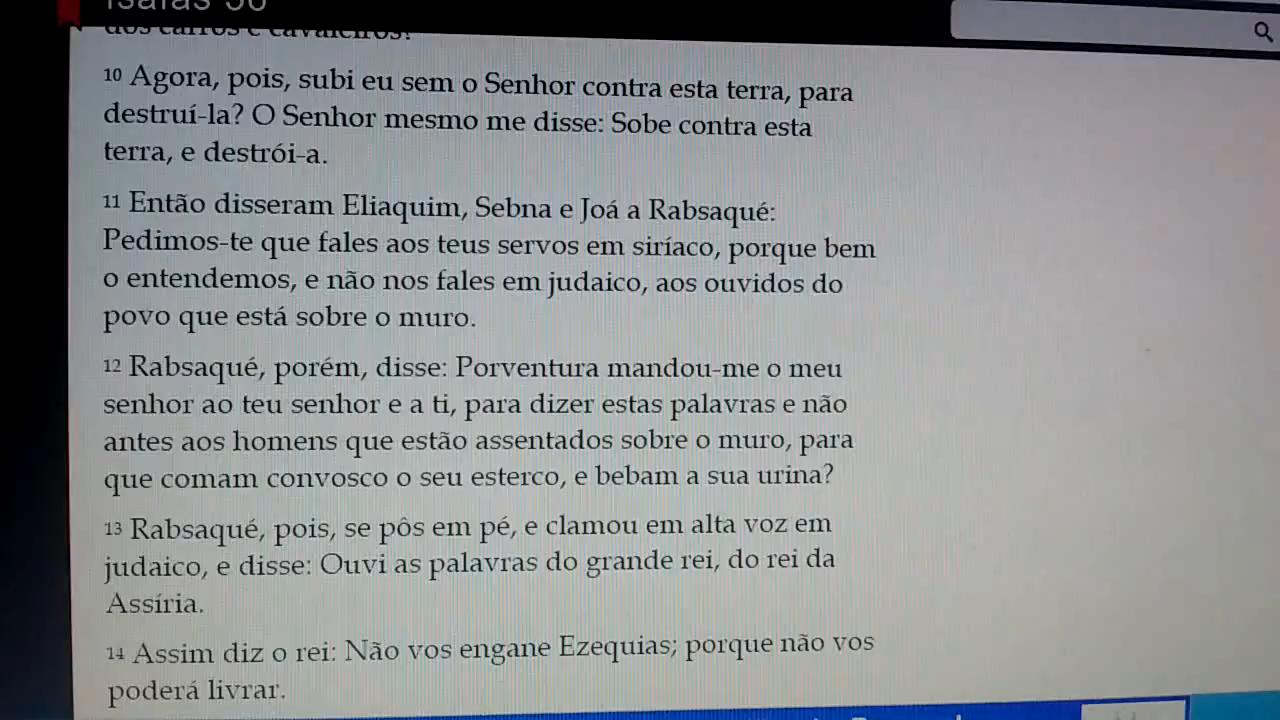 Isaías 36
dos carros e cavaleiros?
10 Agora, pois, subi eu sem o Senhor contra esta terra, para
destruí-la? O Senhor mesmo me disse: Sobe contra esta
terra, e destrói-a.
11 Então disseram Eliaquim, Sebna e Joá a Rabsaqué:
Pedimos-te que fales aos teus servos em siríaco, porque bem
o entendemos, e não nos fales em judaico, aos ouvidos do
povo que está sobre o muro.
12 Rabsaqué, porém, disse: Porventura mandou-me o meu
senhor ao teu senhor e a ti, para dizer estas palavras e não
antes aos homens que estão assentados sobre o muro, para
que comam convosco o seu esterco, e bebam a sua urina?
13 Rabsaqué, pois, se pôs em pé, e clamou em alta voz em
judaico, e disse: Ouvi as palavras do grande rei, do rei da
Assíria.
14 Assim diz o rei: Não vos engane Ezequias; porque não vos
poderá livrar.